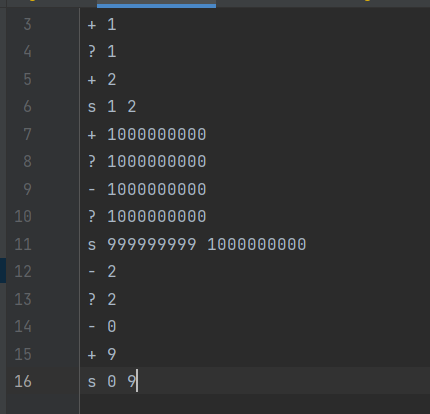 3 + 1
4 ? 1
5 + 2
6 s 1 2
7 + 1000000000
8 ? 1000000000
9 - 1000000000
10 ? 1000000000
11 s 999999999 1000000000
12 - 2
13 ? 2
14 - 0
15 + 9
16 s 0 9